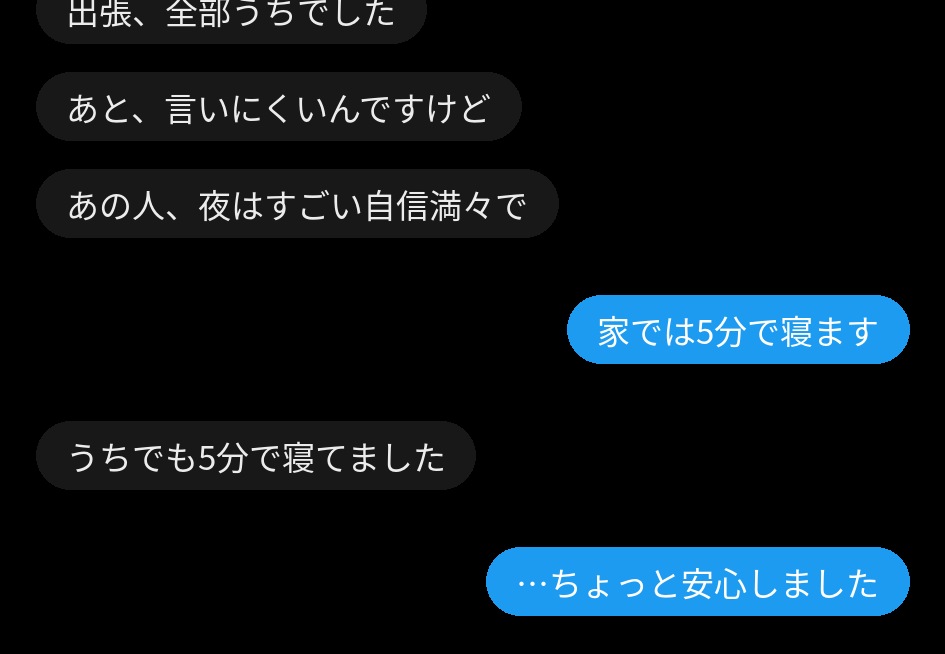 出張、全部うちでした
あと、言いにくいんですけど
あの人、夜はすごい自信満々で
家では5分で寝ます
うちでも5分で寝てました
…ちょっと安心しました